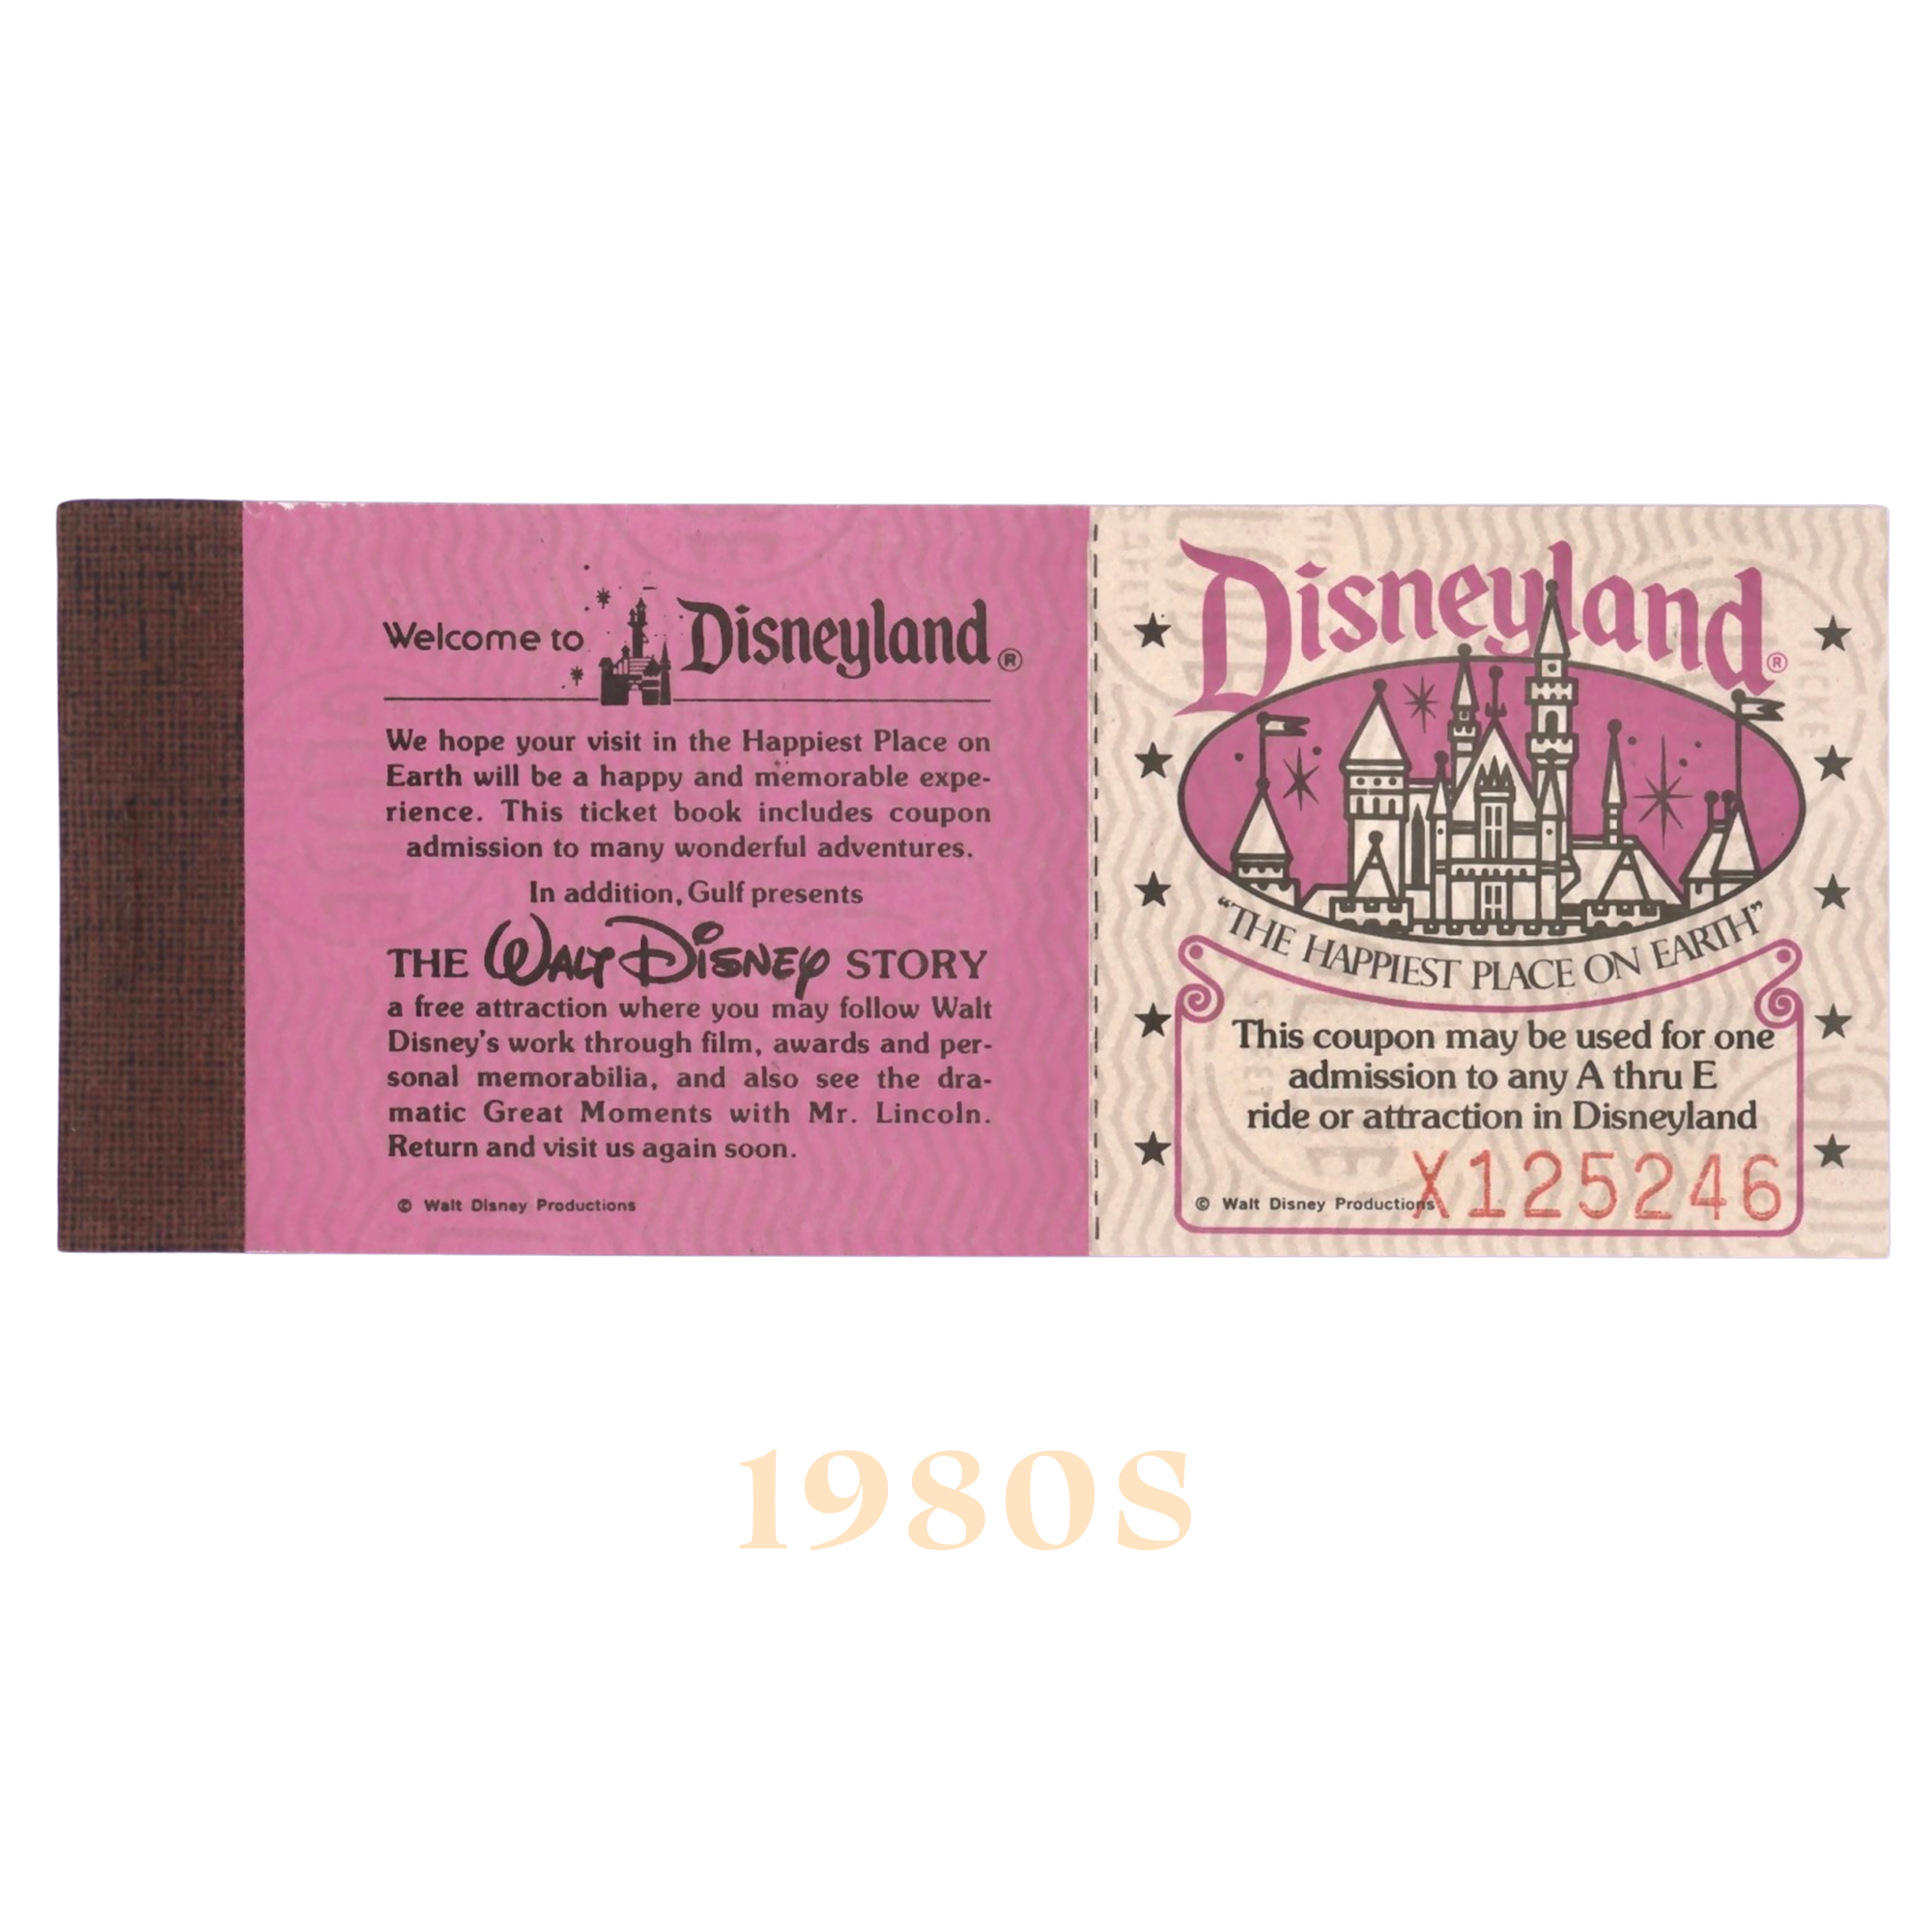 Welcome to Disneyland ®
We hope your visit in the Happiest Place on
Earth will be a happy and memorable expe-
rience. This ticket book includes coupon
admission to many wonderful adventures.
In addition, Gulf presents
THE WALT DISNEY STORY
a free attraction where you may follow Walt
Disney's work through film, awards and per-
sonal memorabilia, and also see the dra-
matic Great Moments with Mr. Lincoln.
Return and visit us again soon.
© Walt Disney Productions
Disneyland ®
"THE HAPPIEST PLACE ON EARTH"
This coupon may be used for one
admission to any A thru E
ride or attraction in Disneyland
© Walt Disney Productions X125246
1980S